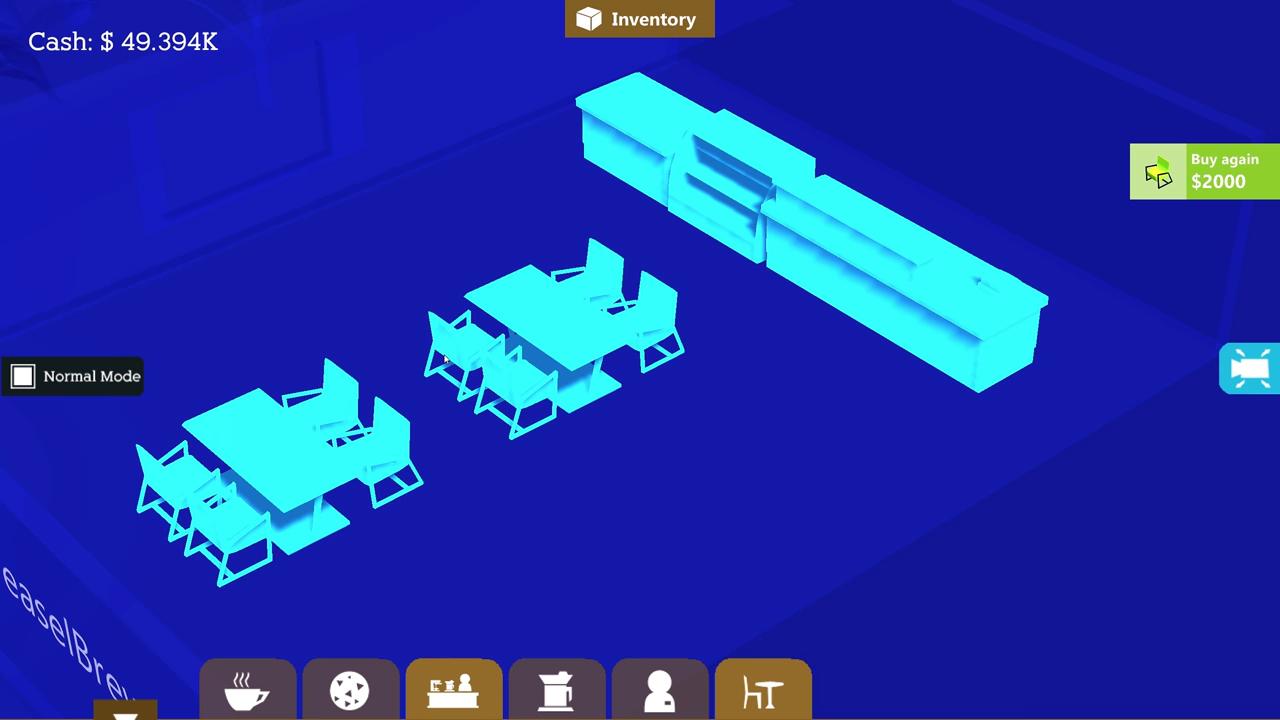 Cash: $ 49.394K
Inventory
Buy again
$2000
Normal Mode